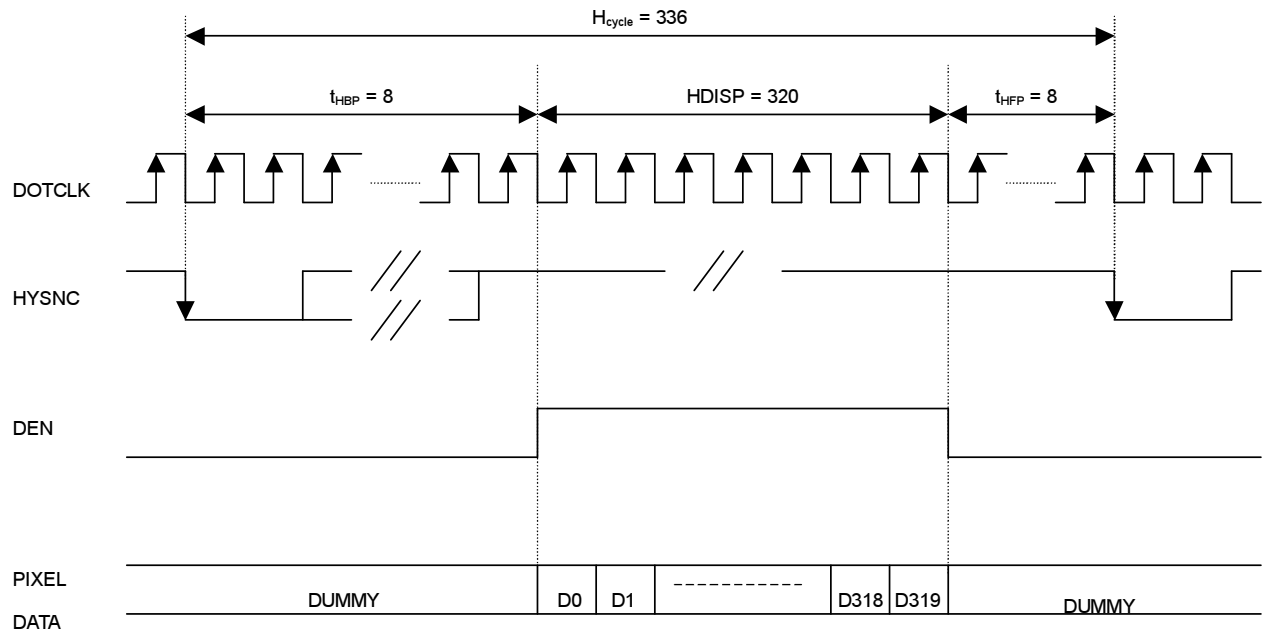 Hcycle = 336
tHBP = 8
HDISP = 320
tHFP = 8
DOTCLK
HYSNC
DEN
PIXEL
DATA
DUMMY
D0
D1
D318
D319
DUMMY